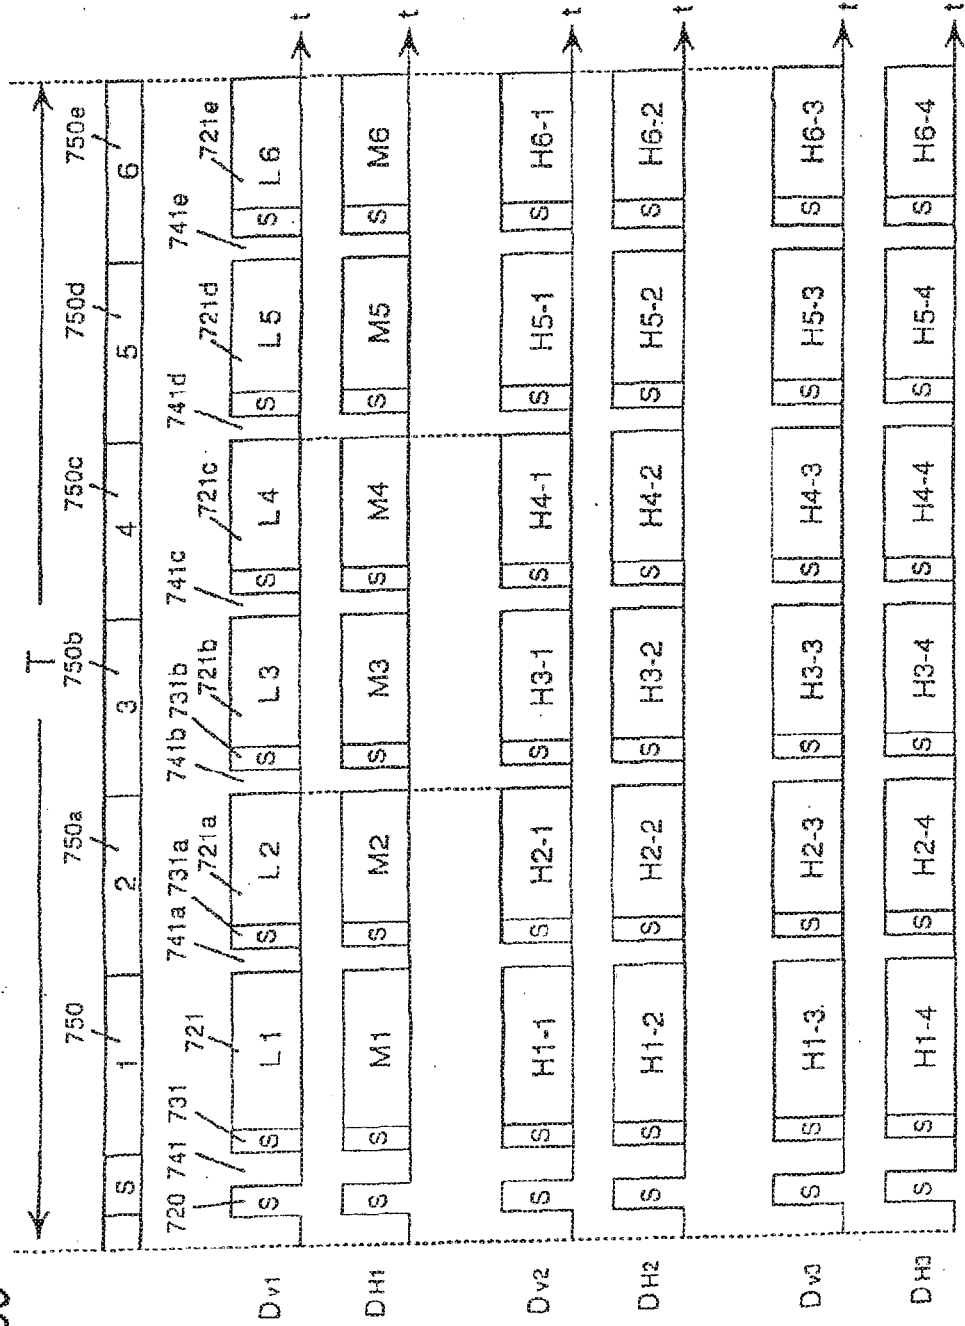 T
750 750a 750b 750c 750d 750e
S 1 2 3 4 5 6
720 741 731 721 741a 731a 721a 741b 731b 721b 741c 721c 741d 721d 741e 721e
Dv1 S S L1 S L2 S L3 S L4 S L5 S L6 t
DH1 S S M1 S M2 S M3 S M4 S M5 S M6 t
Dv2 S S H1-1 S H2-1 S H3-1 S H4-1 S H5-1 S H6-1 t
DH2 S S H1-2 S H2-2 S H3-2 S H4-2 S H5-2 S H6-2 t
Dv3 S S H1-3 S H2-3 S H3-3 S H4-3 S H5-3 S H6-3 t
DH3 S S H1-4 S H2-4 S H3-4 S H4-4 S H5-4 S H6-4 t